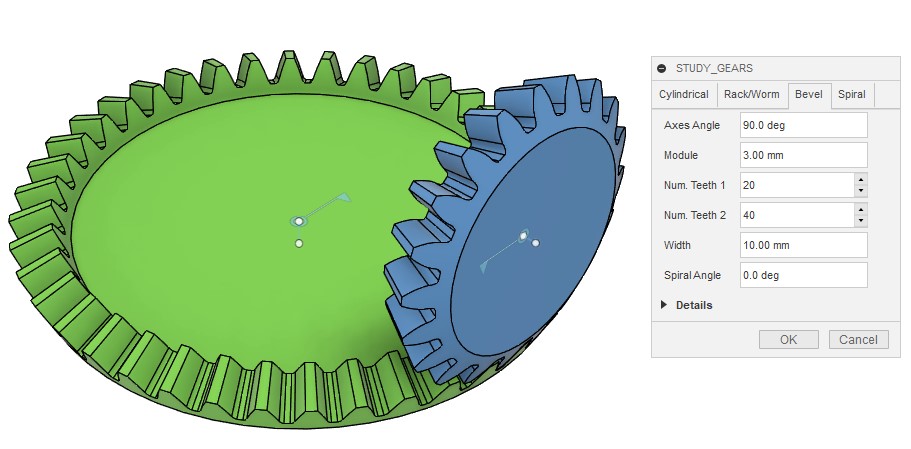 STUDY_GEARS
Cylindrical Rack/Worm Bevel Spiral
Axes Angle 90.0 deg
Module 3.00 mm
Num. Teeth 1 20
Num. Teeth 2 40
Width 10.00 mm
Spiral Angle 0.0 deg
Details
OK Cancel